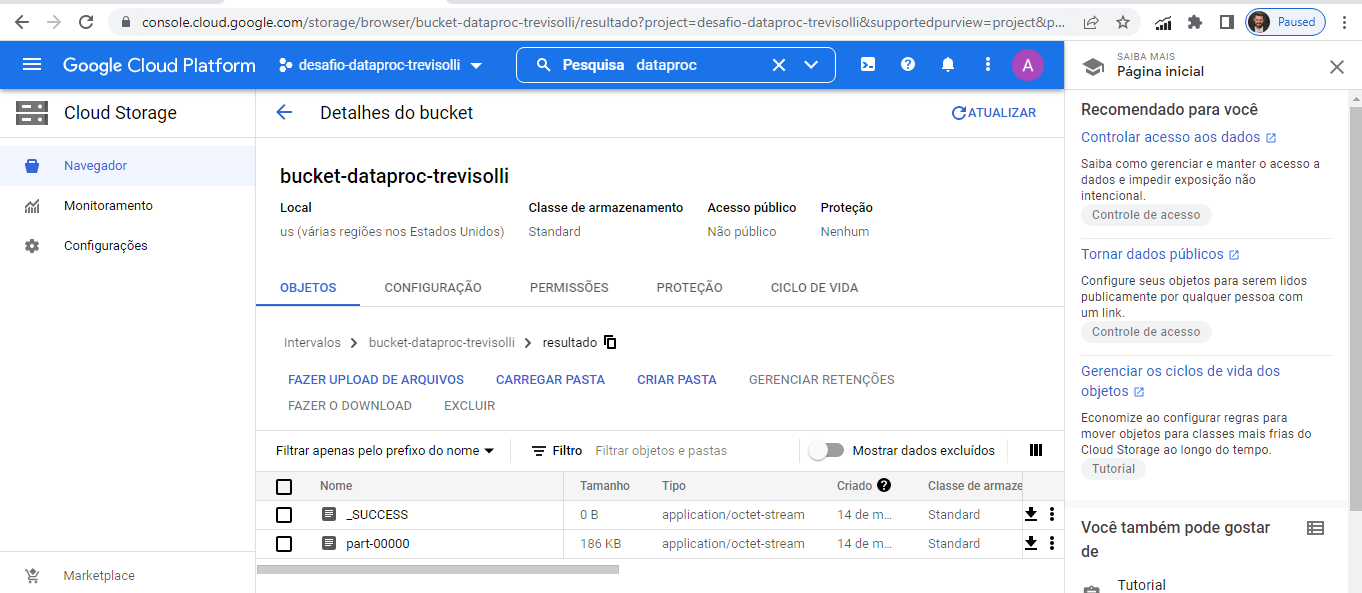 console.cloud.google.com/storage/browser/bucket-dataproc-trevisolli/resultado?project=desafio-dataproc-trevisolli&supportedpurview=project&p...
Paused
Google Cloud Platform
desafio-dataproc-trevisolli
Pesquisa dataproc
A
SAIBA MAIS
Página inicial
Cloud Storage
Navegador
Monitoramento
Configurações
Marketplace
Detalhes do bucket
ATUALIZAR
bucket-dataproc-trevisolli
Local Classe de armazenamento Acesso público Proteção
us (várias regiões nos Estados Unidos) Standard Não público Nenhum
OBJETOS CONFIGURAÇÃO PERMISSÕES PROTEÇÃO CICLO DE VIDA
Intervalos > bucket-dataproc-trevisolli > resultado
FAZER UPLOAD DE ARQUIVOS CARREGAR PASTA CRIAR PASTA GERENCIAR RETENÇÕES
FAZER O DOWNLOAD EXCLUIR
Filtrar apenas pelo prefixo do nome Filtro Filtrar objetos e pastas Mostrar dados excluídos
Nome Tamanho Tipo Criado Classe de armaze
_SUCCESS 0 B application/octet-stream 14 de m... Standard
part-00000 186 KB application/octet-stream 14 de m... Standard
Recomendado para você
Controlar acesso aos dados
Saiba como gerenciar e manter o acesso a
dados e impedir exposição não
intencional.
Controle de acesso
Tornar dados públicos
Configure seus objetos para serem lidos
publicamente por qualquer pessoa com
um link.
Controle de acesso
Gerenciar os ciclos de vida dos
objetos
Economize ao configurar regras para
mover objetos para classes mais frias do
Cloud Storage ao longo do tempo.
Tutorial
Você também pode gostar
de
Tutorial